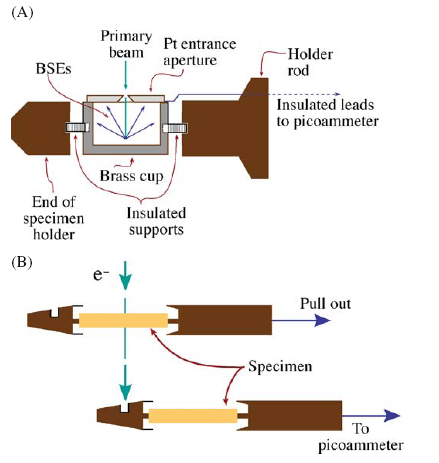 (A)
Primary
beam
Pt entrance
aperture
BSEs
Holder
rod
Insulated leads
to picoammeter
Brass cup
End of
specimen
holder
Insulated
supports
(B)
e-
Pull out
Specimen
To
picoammeter